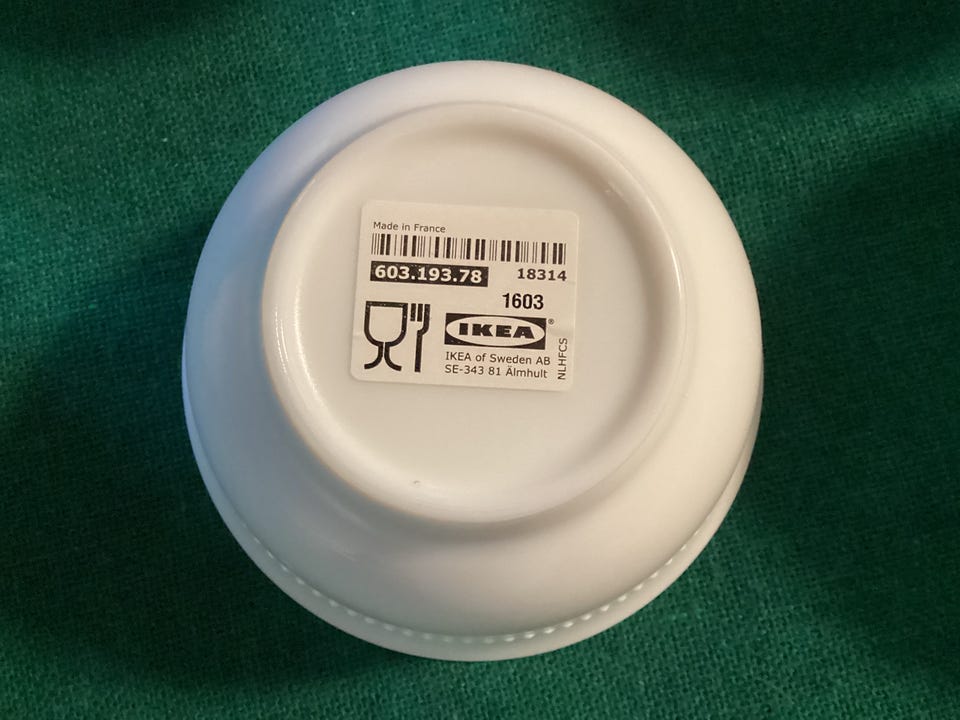 Made in France
603.193.78 18314
1603
IKEA®
IKEA of Sweden AB
SE-343 81 Älmhult
NLHFCS